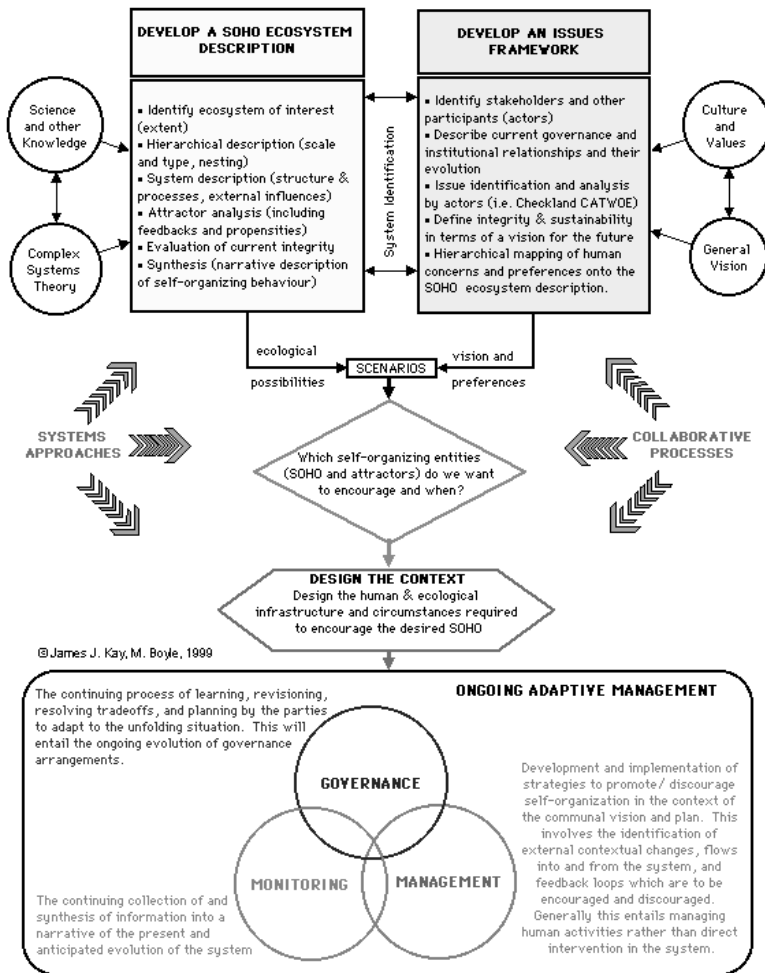 DEVELOP A SOHO ECOSYSTEM
DESCRIPTION
DEVELOP AN ISSUES
FRAMEWORK
Science
and other
Knowledge
Complex
Systems
Theory
▪ Identify ecosystem of interest
(extent)
▪ Hierarchical description (scale
and type, nesting)
▪ System description (structure &
processes, external influences)
▪ Attractor analysis (including
feedbacks and propensities)
▪ Evaluation of current integrity
▪ Synthesis (narrative description
of self-organizing behaviour)
System Identification
▪ Identify stakeholders and other
participants (actors)
▪ Describe current governance and
institutional relationships and their
evolution
▪ Issue identification and analysis
by actors (i.e. Checkland CATWOE)
▪ Define integrity & sustainability
in terms of a vision for the future
▪ Hierarchical mapping of human
concerns and preferences onto the
SOHO ecosystem description.
Culture
and
Values
General
Vision
ecological
possibilities
SCENARIOS
vision and
preferences
SYSTEMS
APPROACHES
COLLABORATIVE
PROCESSES
Which self-organizing entities
(SOHO and attractors) do we want
to encourage and when?
DESIGN THE CONTEXT
Design the human & ecological
infrastructure and circumstances required
to encourage the desired SOHO
©James J. Kay, M. Boyle, 1999
The continuing process of learning, revisioning,
resolving tradeoffs, and planning by the parties
to adapt to the unfolding situation. This will
entail the ongoing evolution of governance
arrangements.
ONGOING ADAPTIVE MANAGEMENT
GOVERNANCE
MONITORING
MANAGEMENT
Development and implementation of
strategies to promote/ discourage
self-organization in the context of
the communal vision and plan. This
involves the identification of
external contextual changes, flows
into and from the system, and
feedback loops which are to be
encouraged and discouraged.
Generally this entails managing
human activities rather than direct
intervention in the system.
The continuing collection of and
synthesis of information into a
narrative of the present and
anticipated evolution of the system